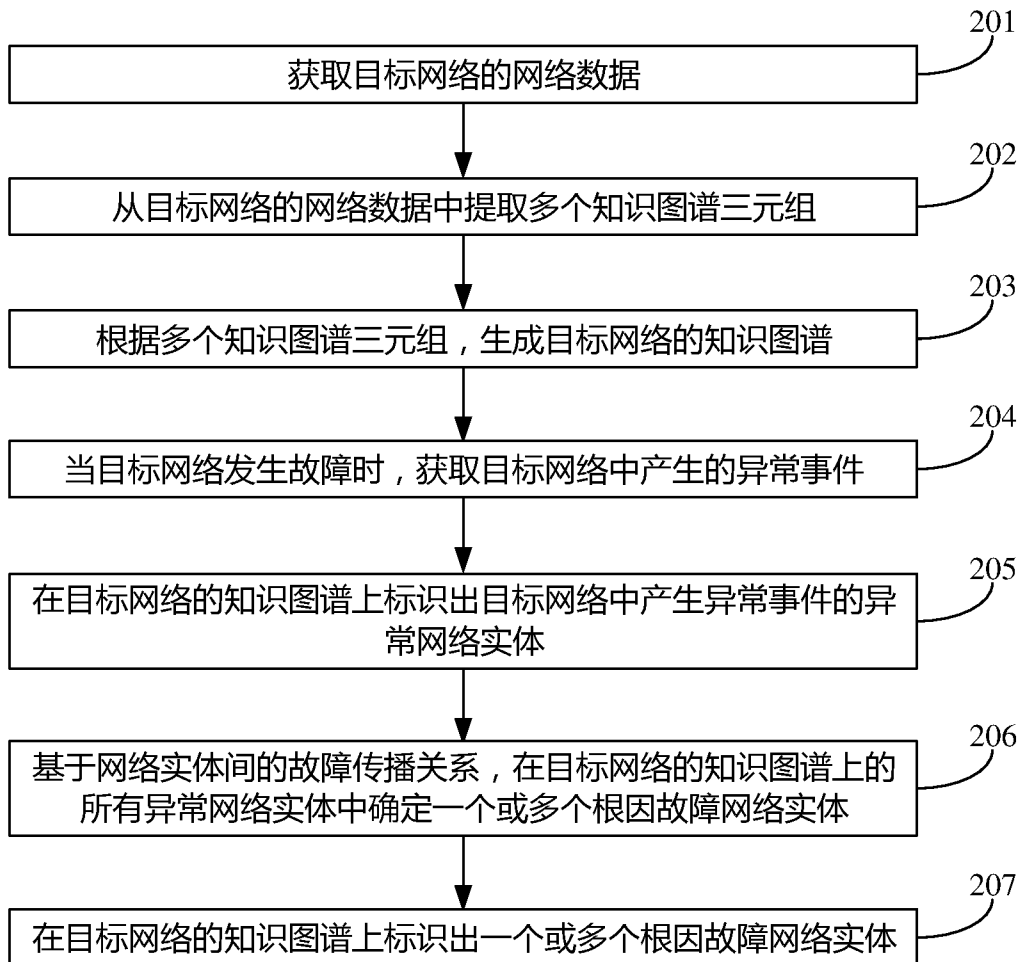 201
获取目标网络的网络数据
202
从目标网络的网络数据中提取多个知识图谱三元组
203
根据多个知识图谱三元组，生成目标网络的知识图谱
204
当目标网络发生故障时，获取目标网络中产生的异常事件
205
在目标网络的知识图谱上标识出目标网络中产生异常事件的异
常网络实体
206
基于网络实体间的故障传播关系，在目标网络的知识图谱上的
所有异常网络实体中确定一个或多个根因故障网络实体
207
在目标网络的知识图谱上标识出一个或多个根因故障网络实体